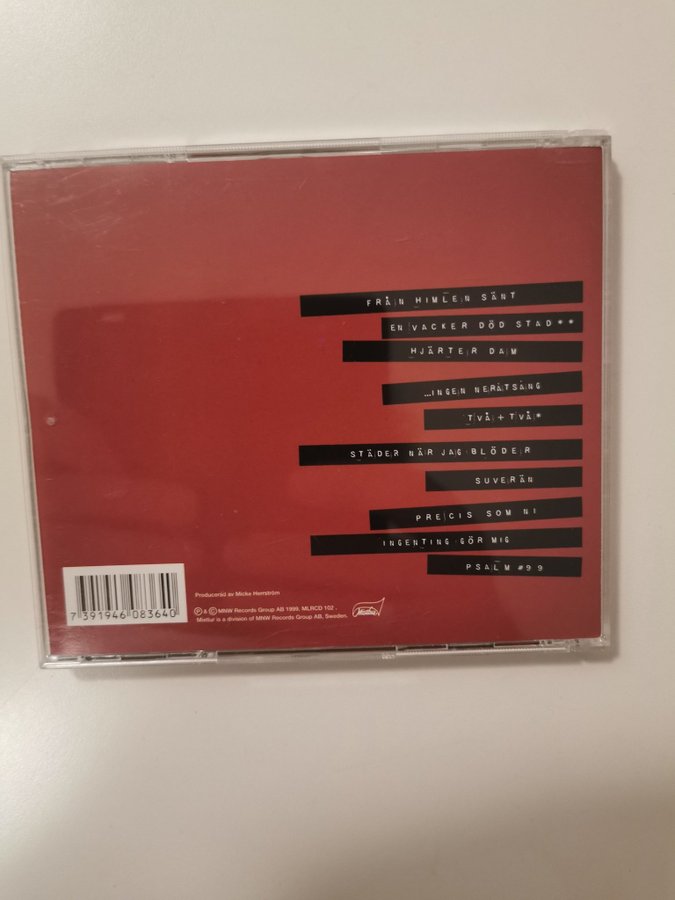 FRÅN HIMLEN SÄNT
EN VACKER DÖD STAD**
HJÄRTER DAM
...INGEN NERÅTSÅNG
TVÅ+TVÅ*
STÄDER NÄR JAG BLÖDER
SUVERÄN
PRECIS SOM NI
INGENTING GÖR MIG
PSALM #99
Producerad av Micke Herrström
℗ & © MNW Records Group AB 1999, MLRCD 102.
Mistlur is a division of MNW Records Group AB, Sweden.
Mistlur
7 391946 083640